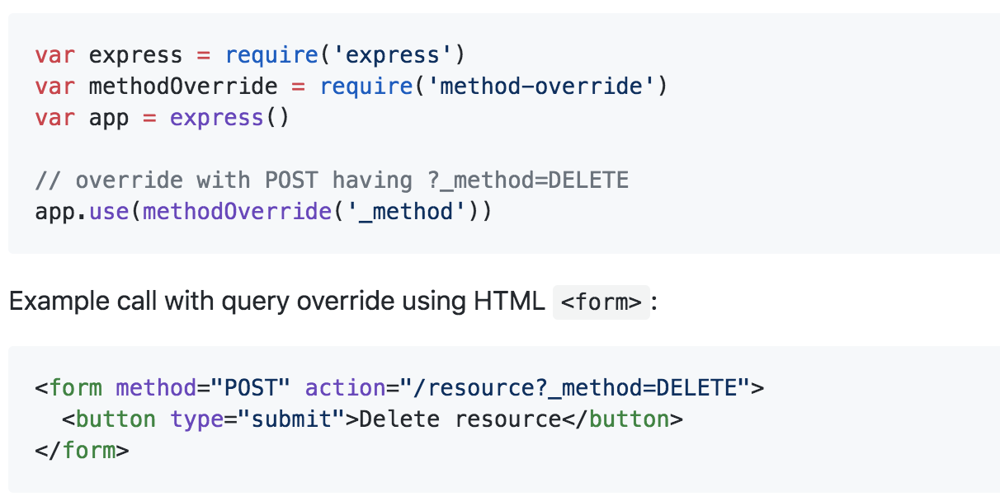 var express = require('express')
var methodOverride = require('method-override')
var app = express()
// override with POST having ?_method=DELETE
app.use(methodOverride('_method'))
Example call with query override using HTML <form>:
<form method="POST" action="/resource?_method=DELETE">
  <button type="submit">Delete resource</button>
</form>